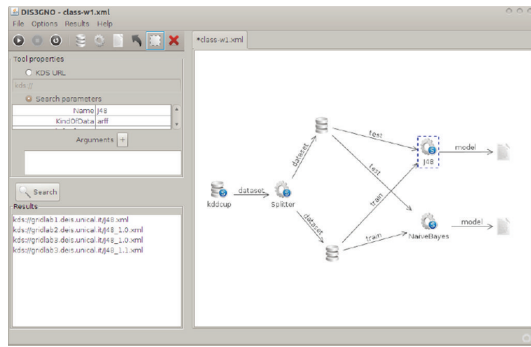 DIS3GNO - class-w1.xml
File Options Results Help
Tool properties
KDS URL
kds://
Search parameters
Name J48
KindOfData arff
Arguments +
Search
Results
kds://gridlab1.deis.unical.it/J48.xml
kds://gridlab2.deis.unical.it/J48_1.0.xml
kds://gridlab3.deis.unical.it/J48_1.0.xml
kds://gridlab3.deis.unical.it/J48_1.1.xml
*class-w1.xml
kddcup
dataset
Splitter
dataset
dataset
test
test
train
train
J48
model
NaiveBayes
model